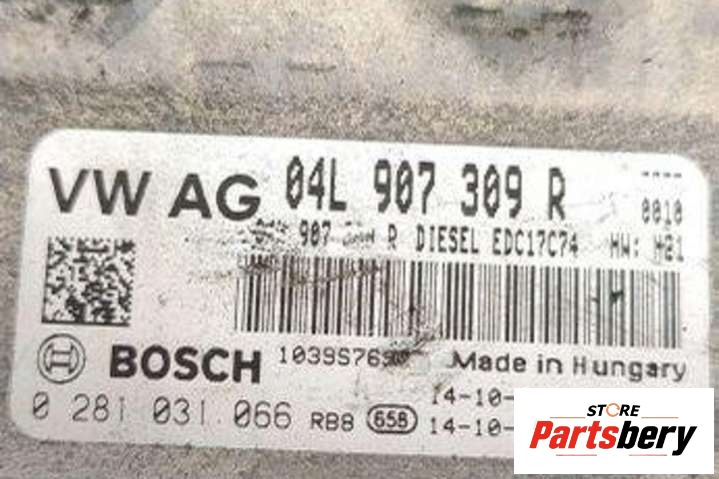 VW AG 04L 907 309 R ----
0010
907 R DIESEL EDC17C74 HW: H21
BOSCH Made in Hungary
0 281 031 066 RB8 658 14-10-
14-10-
STORE
Partsbery